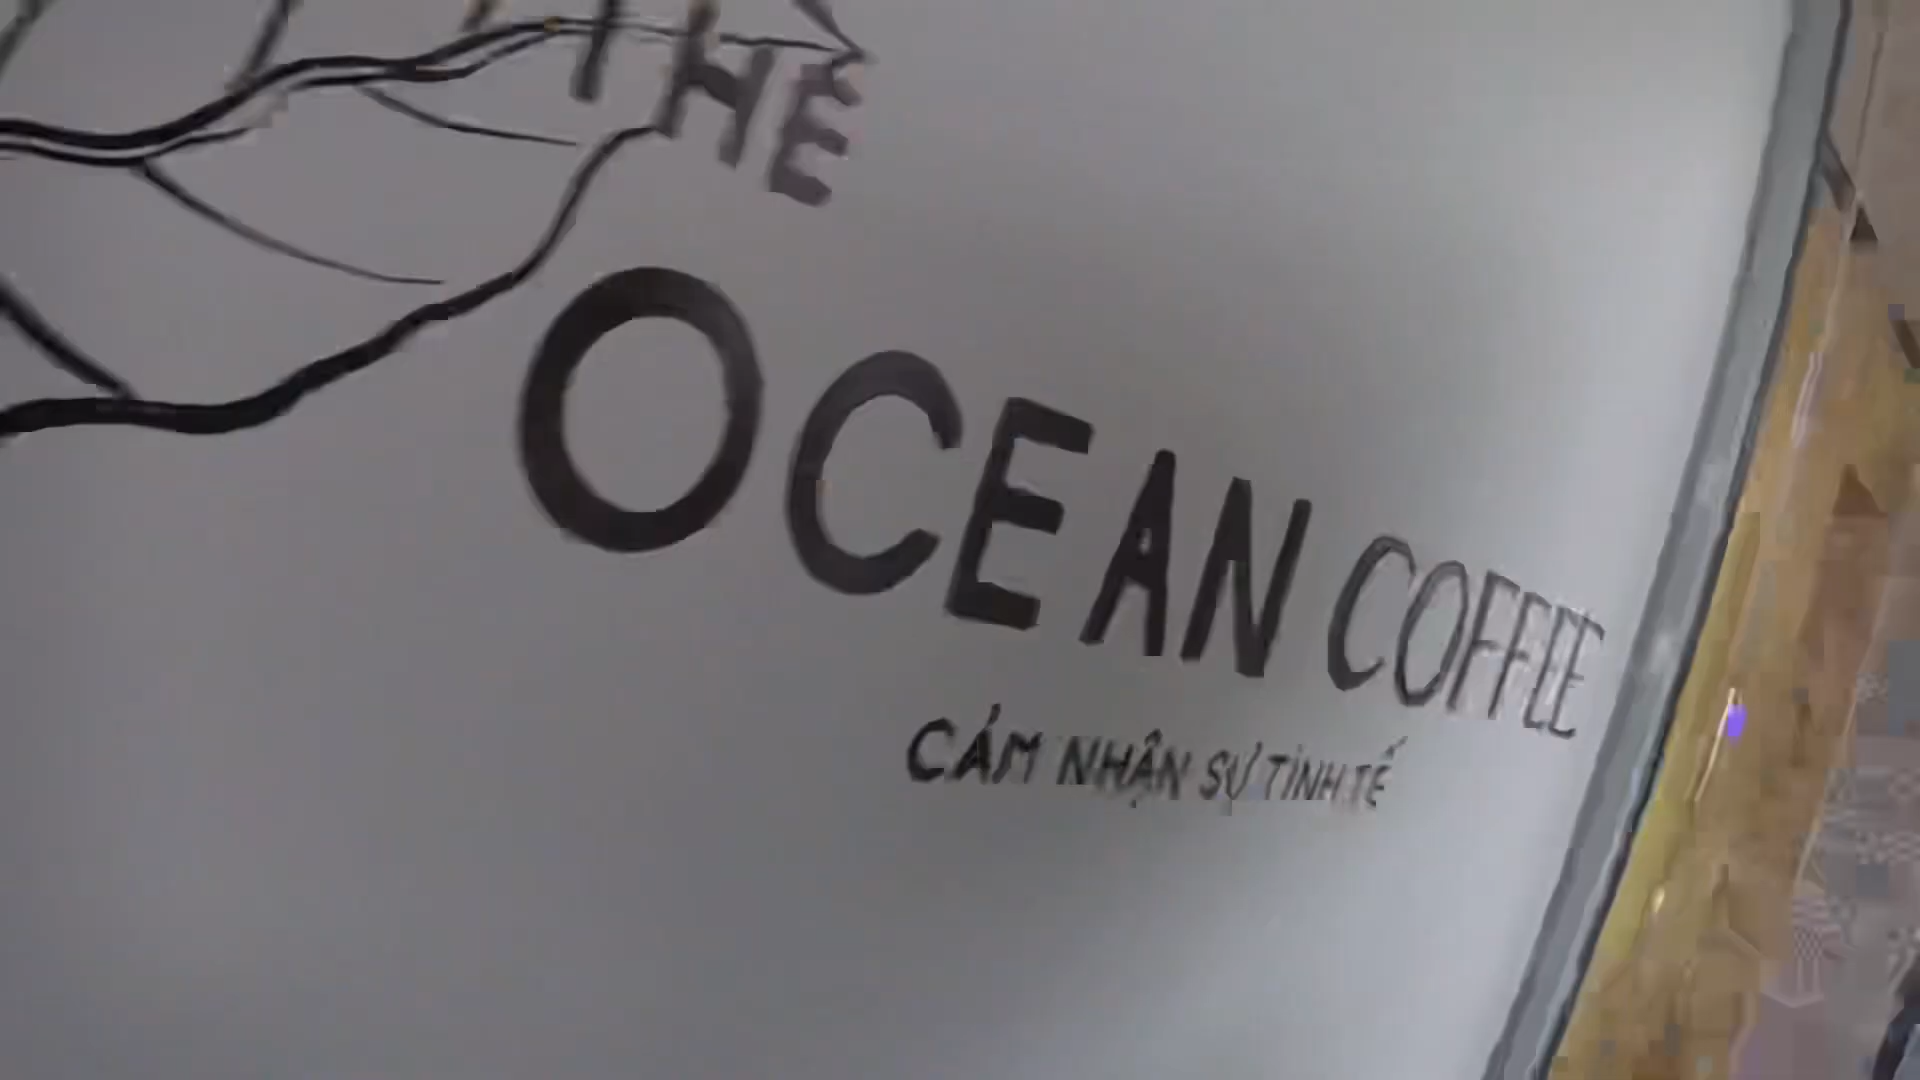 THE
OCEAN COFFEE
CẢM NHẬN SỰ TINH TẾ